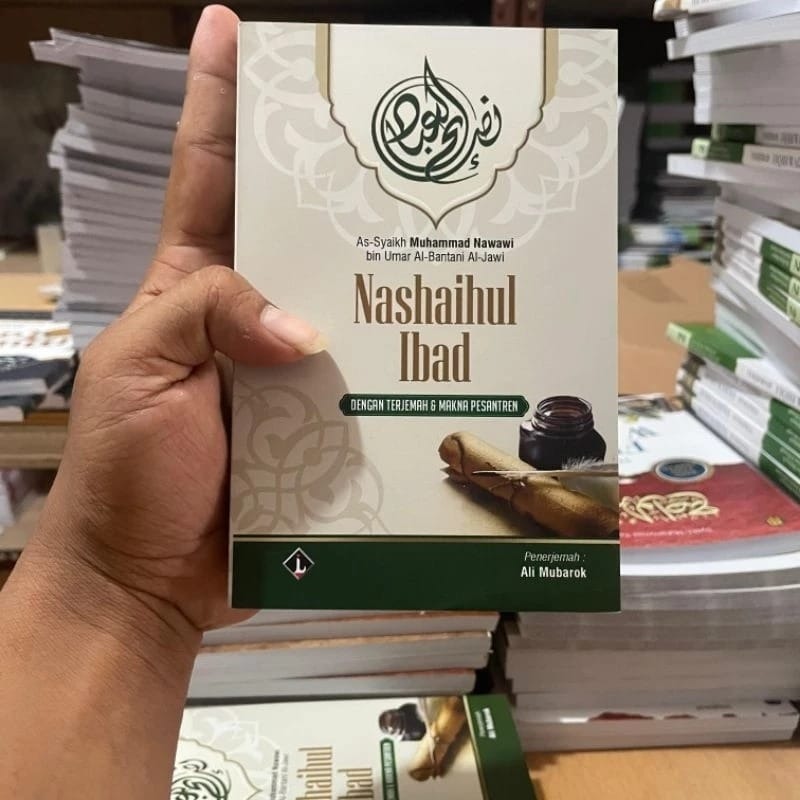 نصائح العباد
As-Syaikh Muhammad Nawawi
bin Umar Al-Bantani Al-Jawi
Nashaihul
Ibad
DENGAN TERJEMAH & MAKNA PESANTREN
Penerjemah :
Ali Mubarok